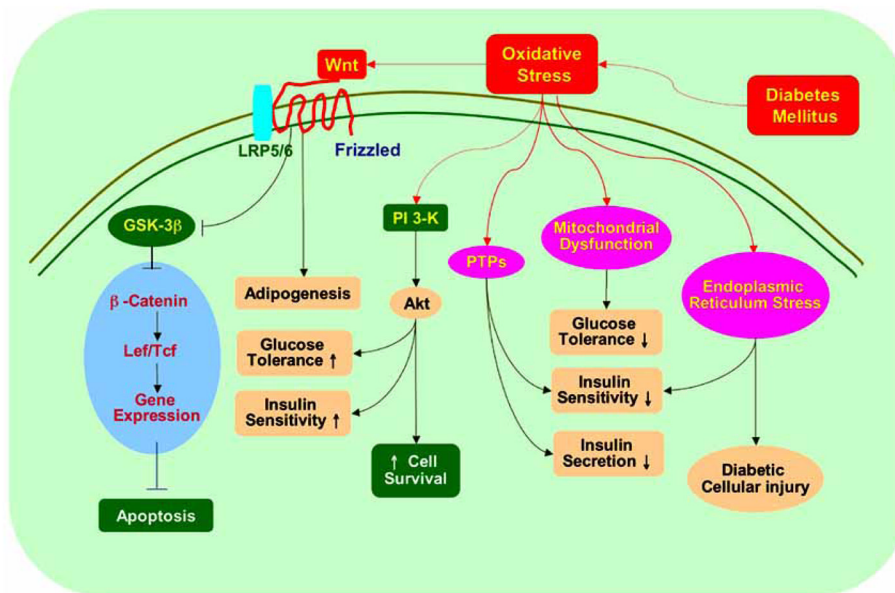 Oxidative
Stress
Wnt
Diabetes
Mellitus
LRP5/6
Frizzled
GSK-3β
PI 3-K
Mitochondrial
Dysfunction
PTPs
Endoplasmic
Reticulum Stress
β -Catenin
Adipogenesis
Akt
Lef/Tcf
Glucose
Tolerance ↑
Glucose
Tolerance ↓
Gene
Expression
Insulin
Sensitivity ↑
Insulin
Sensitivity ↓
↑ Cell
Survival
Insulin
Secretion ↓
Diabetic
Cellular injury
Apoptosis